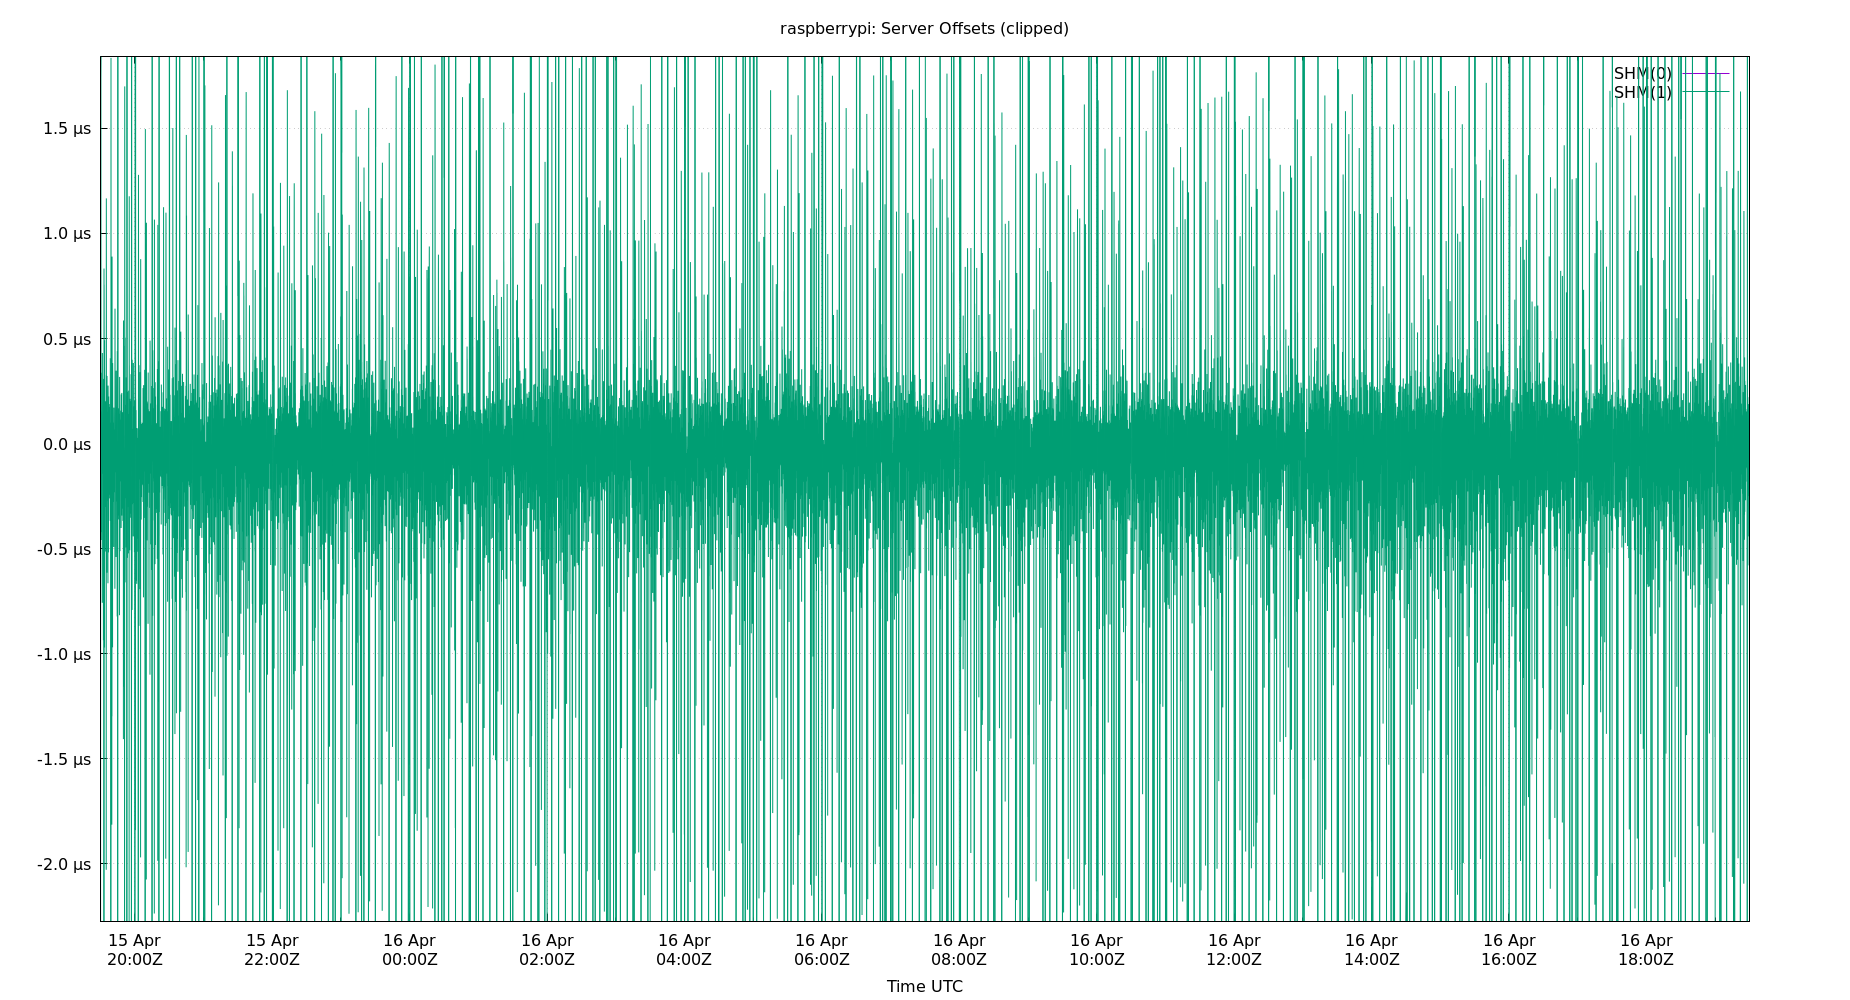 raspberrypi: Server Offsets (clipped)
SHM(0)
SHM(1)
1.5 µs
1.0 µs
0.5 µs
0.0 µs
-0.5 µs
-1.0 µs
-1.5 µs
-2.0 µs
15 Apr 15 Apr 16 Apr 16 Apr 16 Apr 16 Apr 16 Apr 16 Apr 16 Apr 16 Apr 16 Apr 16 Apr
20:00Z 22:00Z 00:00Z 02:00Z 04:00Z 06:00Z 08:00Z 10:00Z 12:00Z 14:00Z 16:00Z 18:00Z
Time UTC